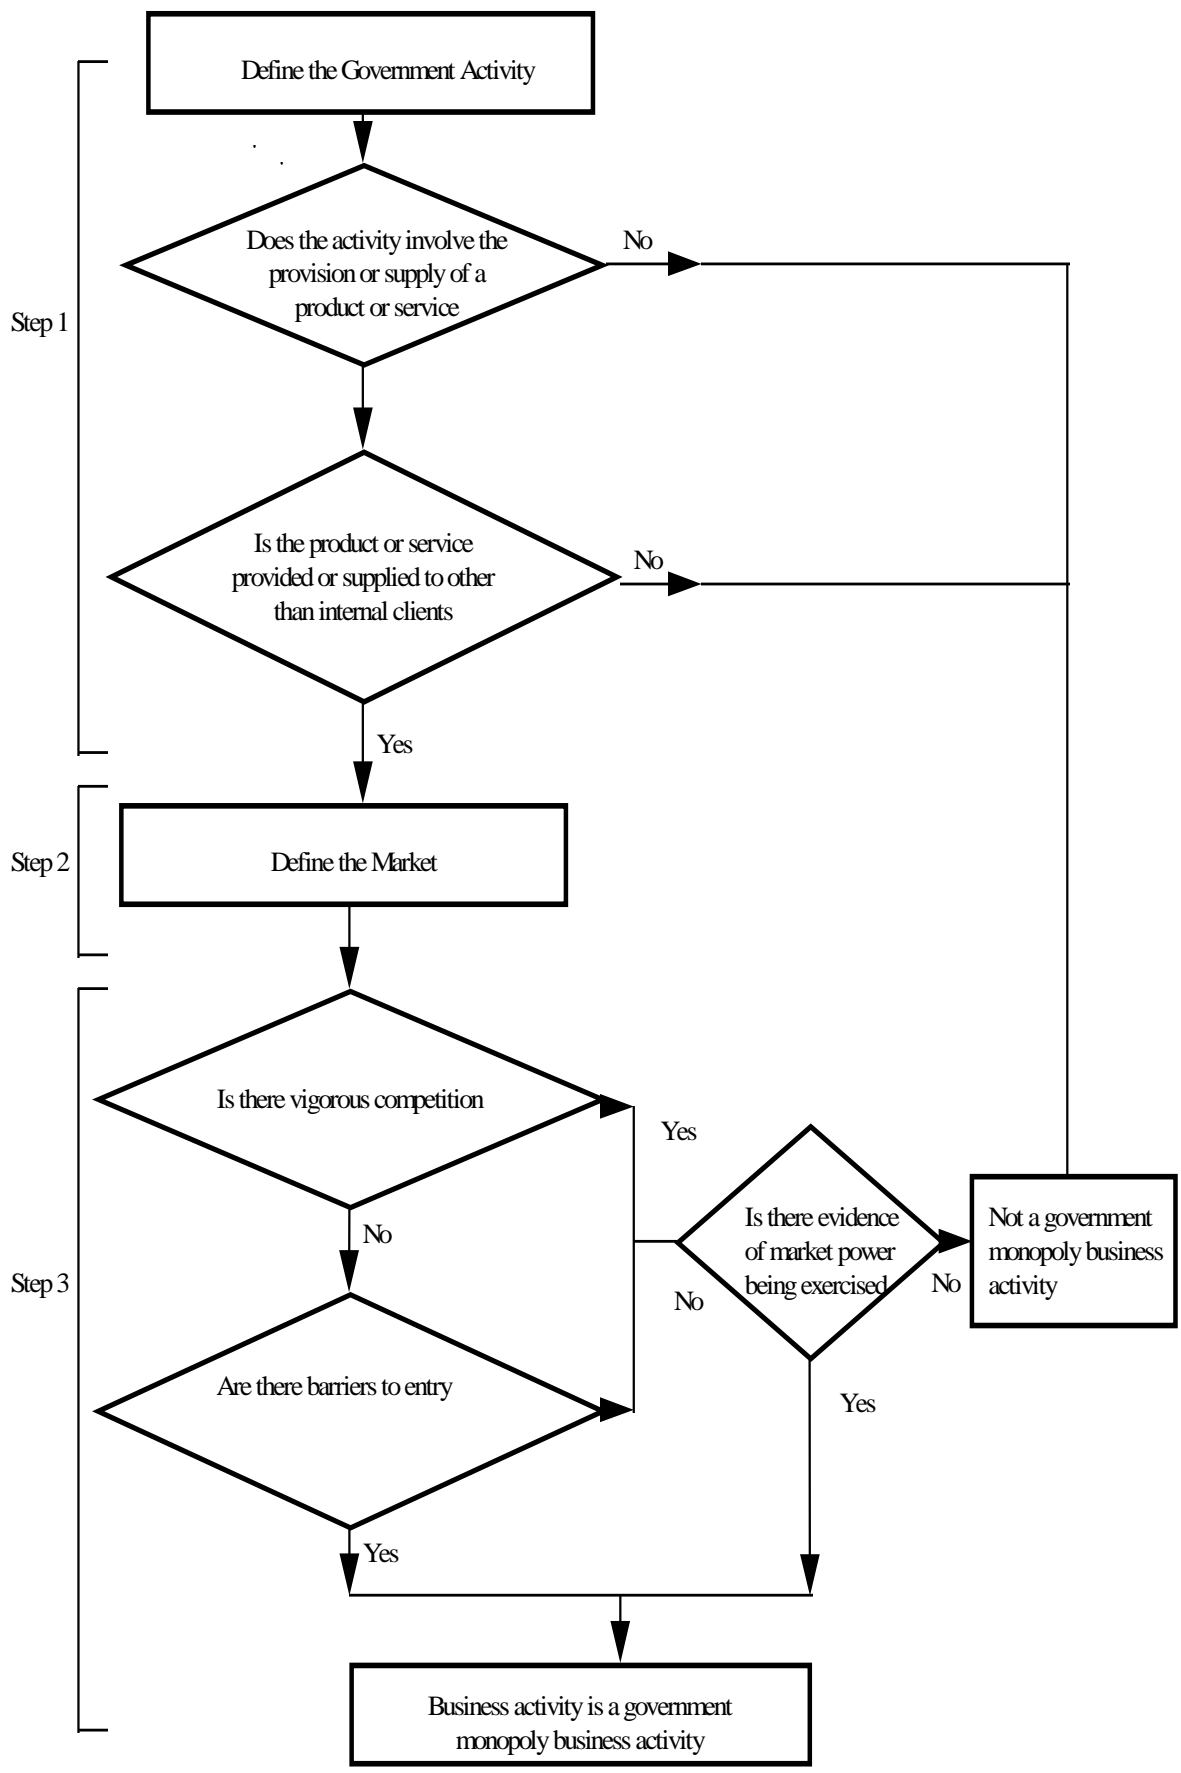 Define the Government Activity
Does the activity involve the
provision or supply of a
product or service
No
Step 1
Is the product or service
provided or supplied to other
than internal clients
No
Yes
Step 2
Define the Market
Is there vigorous competition
Yes
No
Is there evidence
of market power
being exercised
No
No
Not a government
monopoly business
activity
Step 3
Are there barriers to entry
Yes
Yes
Business activity is a government
monopoly business activity